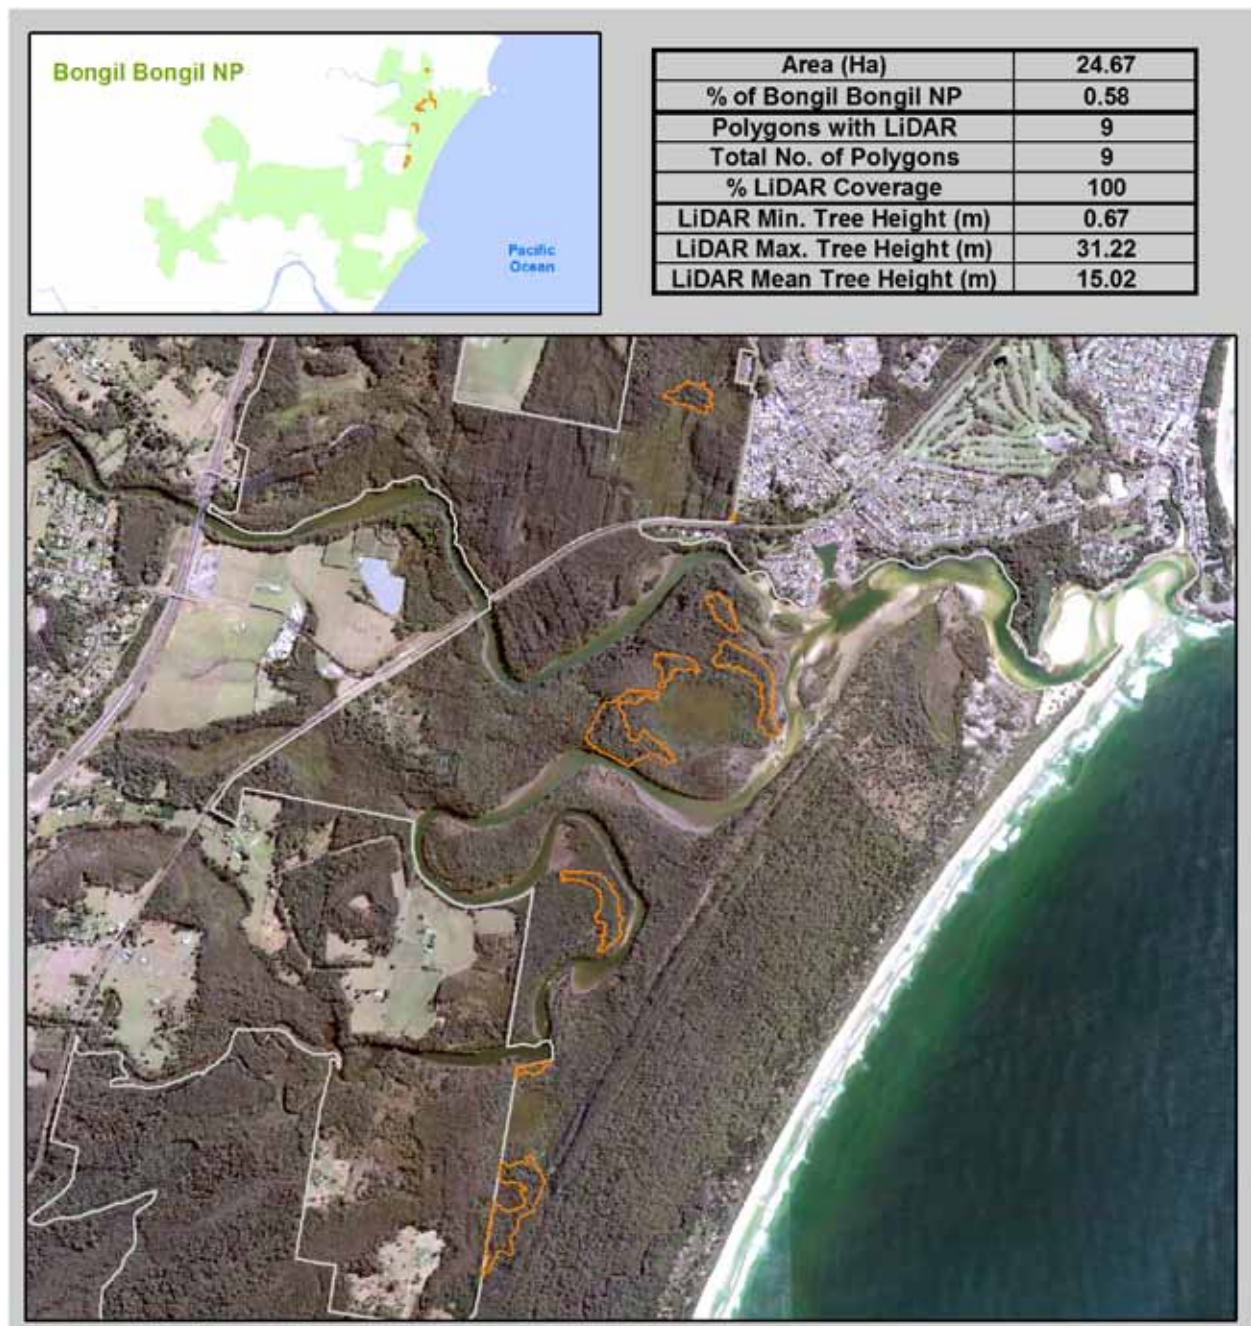 Bongil Bongil NP
Pacific
Ocean
Area (Ha) 24.67
% of Bongil Bongil NP 0.58
Polygons with LiDAR 9
Total No. of Polygons 9
% LiDAR Coverage 100
LiDAR Min. Tree Height (m) 0.67
LiDAR Max. Tree Height (m) 31.22
LiDAR Mean Tree Height (m) 15.02